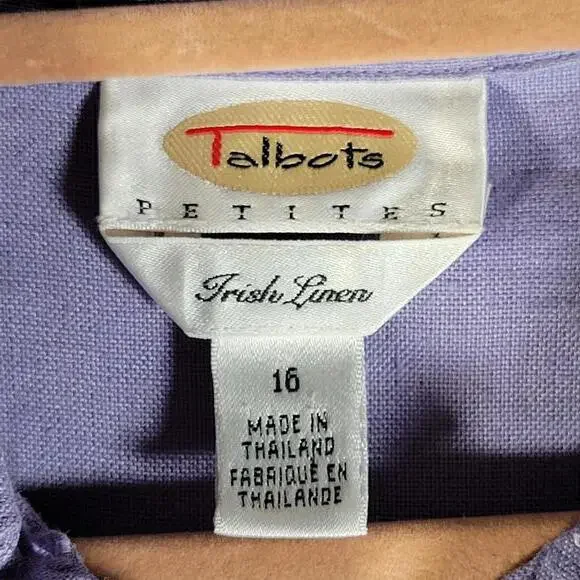 Talbots
PETITES
Irish Linen
16
MADE IN
THAILAND
FABRIQUÉ EN
THAILANDE